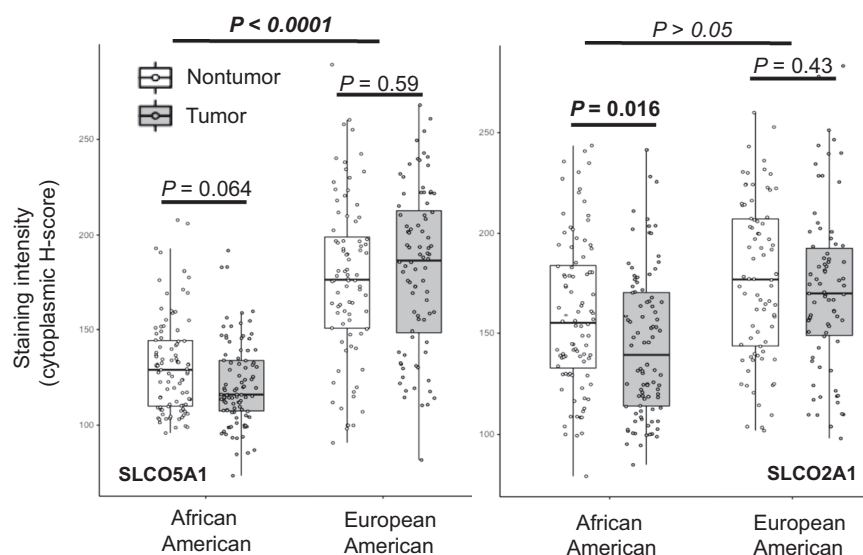 P < 0.0001
P > 0.05
Nontumor
Tumor
P = 0.59
P = 0.43
P = 0.016
P = 0.064
Staining intensity
(cytoplasmic H-score)
250
200
150
100
250
200
150
100
SLCO5A1
SLCO2A1
African
American
European
American
African
American
European
American